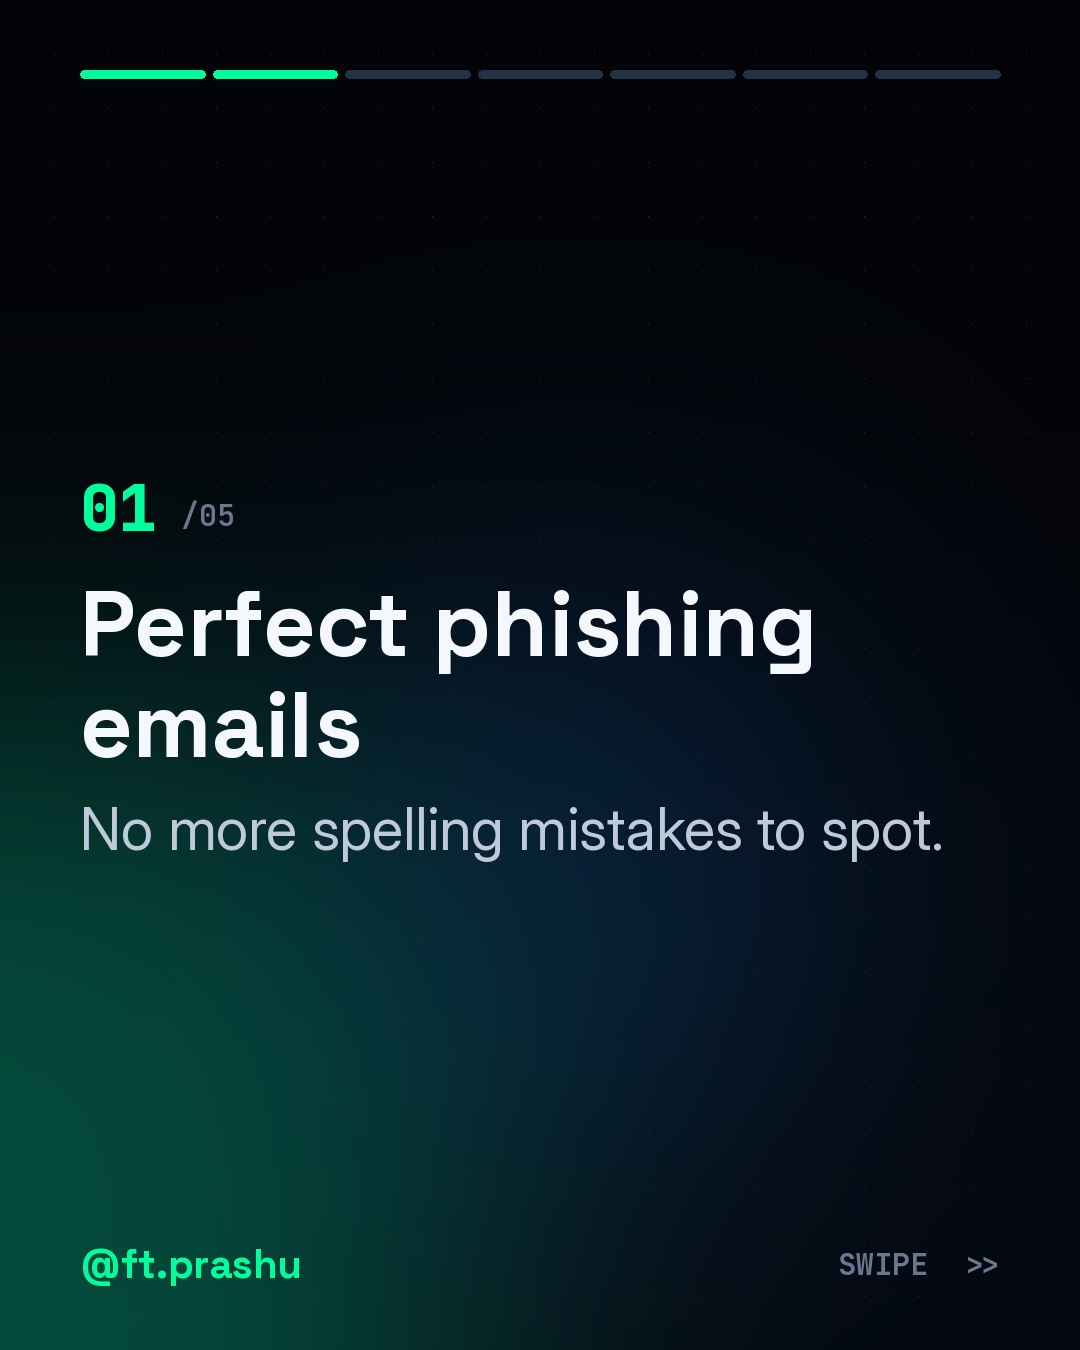 01 /05
Perfect phishing
emails
No more spelling mistakes to spot.
@ft.prashu
SWIPE >>